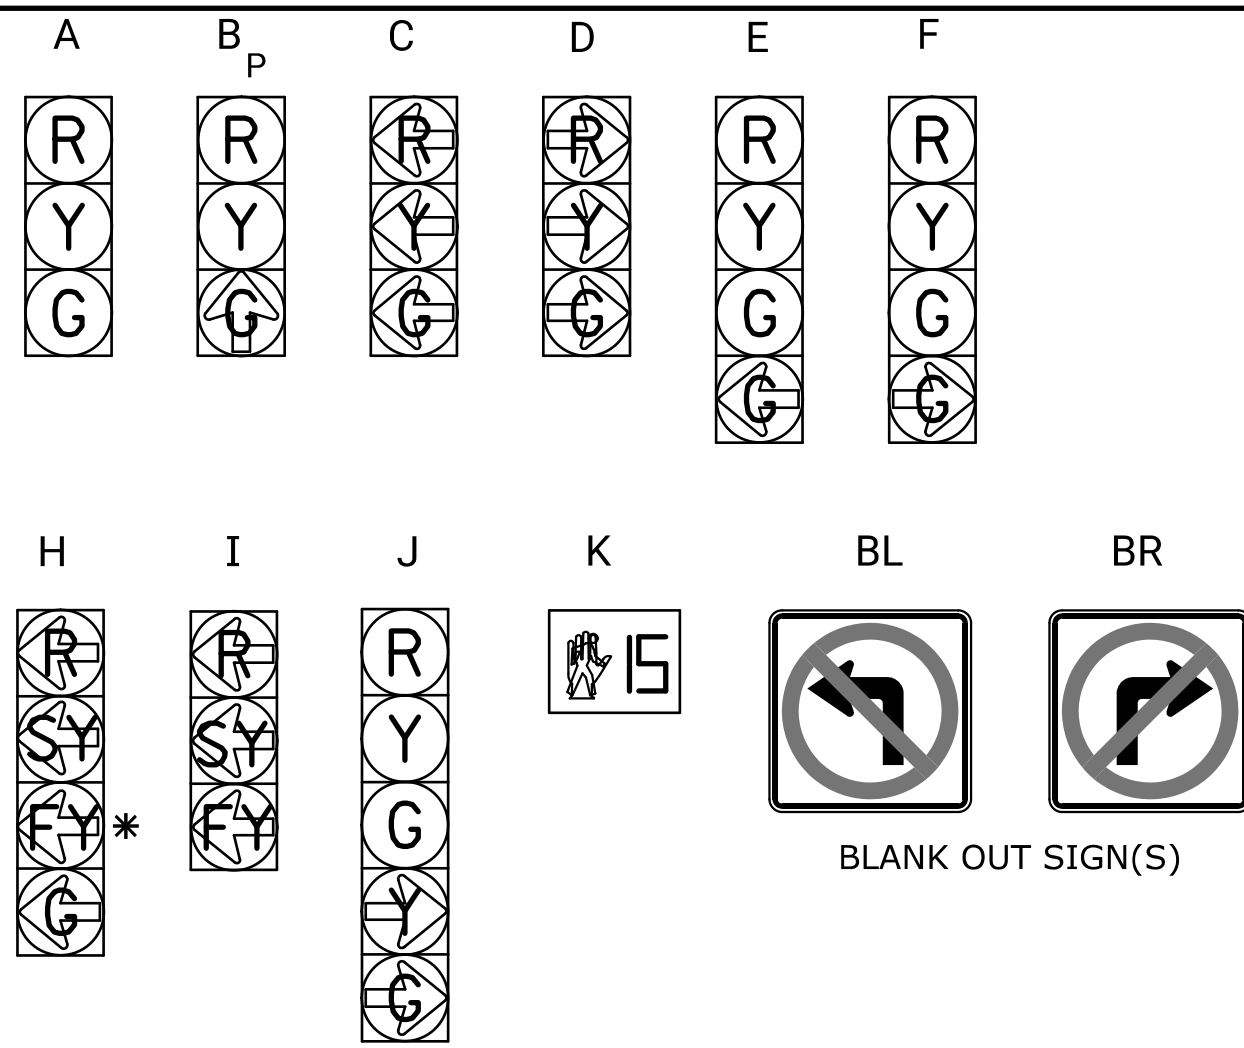 A B P C D E F
R R R R R R
Y Y Y Y Y Y
G G G G G G
G G
H I J K BL BR
R R R 15
SY SY Y
FY * FY G
G Y
G
BLANK OUT SIGN(S)